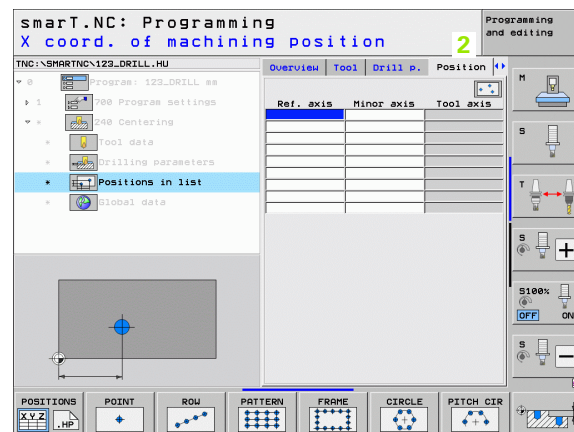 smarT.NC: Programming
Programming and editing
X coord. of machining position
2
TNC:\SMARTNC\123_DRILL.HU
Overview Tool Drill p. Position
0 Program: 123_DRILL mm
1 700 Program settings
* 240 Centering
* Tool data
* Drilling parameters
* Positions in list
* Global data
Ref. axis Minor axis Tool axis
M
S
T
S
S100%
OFF ON
S
POSITIONS POINT ROW PATTERN FRAME CIRCLE PITCH CIR
X Y Z
.HP